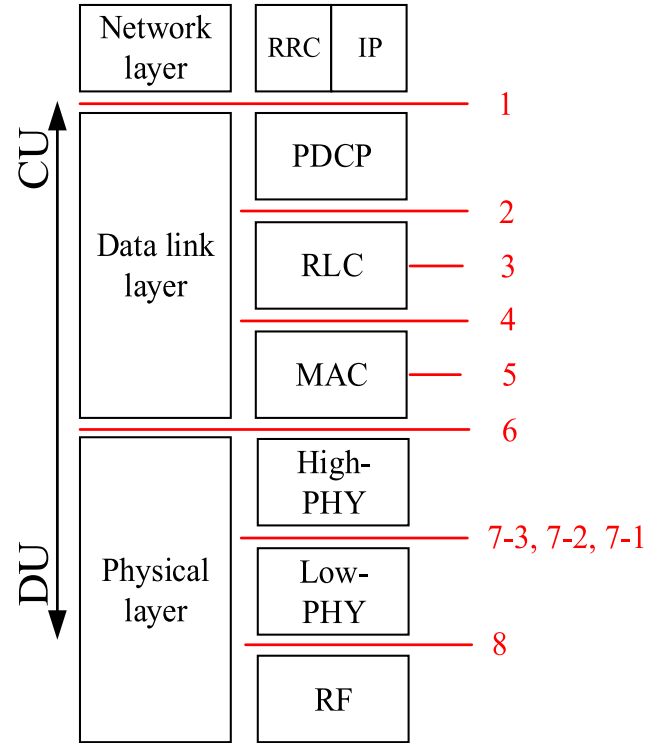 Network
layer
RRC
IP
1
CU
PDCP
2
Data link
layer
RLC
3
4
MAC
5
6
High-
PHY
7-3, 7-2, 7-1
DU
Physical
layer
Low-
PHY
8
RF